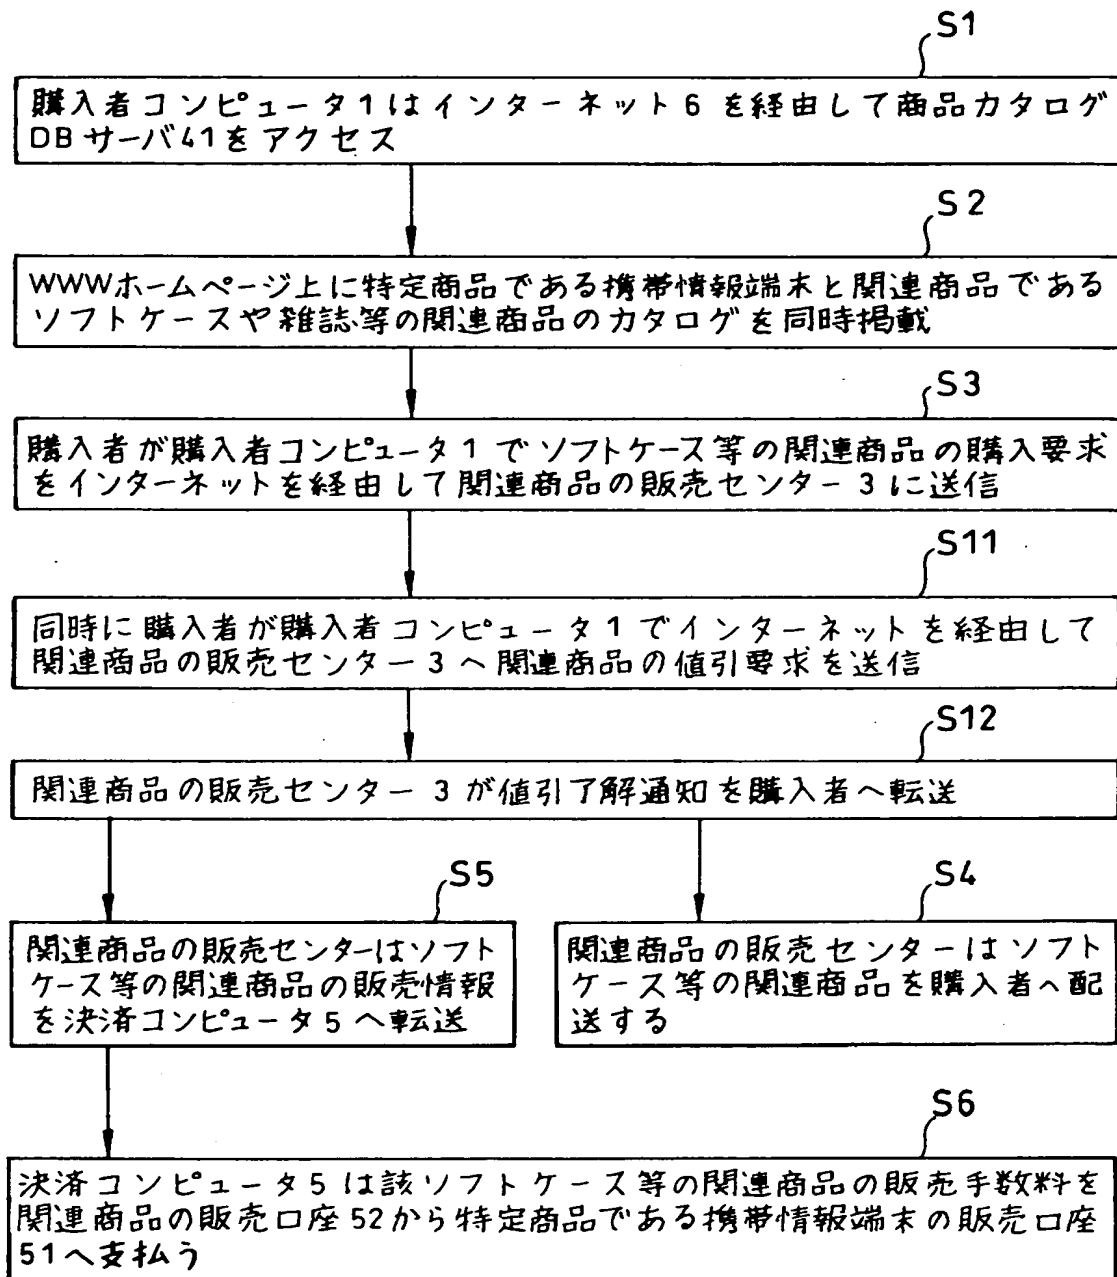 S1
購入者コンピュータ1はインターネット6を経由して商品カタログ
DBサーバ41をアクセス
S2
WWWホームページ上に特定商品である携帯情報端末と関連商品である
ソフトケースや雑誌等の関連商品のカタログを同時掲載
S3
購入者が購入者コンピュータ1でソフトケース等の関連商品の購入要求
をインターネットを経由して関連商品の販売センター3に送信
S11
同時に購入者が購入者コンピュータ1でインターネットを経由して
関連商品の販売センター3へ関連商品の値引要求を送信
S12
関連商品の販売センター3が値引了解通知を購入者へ転送
S5
関連商品の販売センターはソフト
ケース等の関連商品の販売情報
を決済コンピュータ5へ転送
S4
関連商品の販売センターはソフト
ケース等の関連商品を購入者へ配
送する
S6
決済コンピュータ5は該ソフトケース等の関連商品の販売手数料を
関連商品の販売口座52から特定商品である携帯情報端末の販売口座
51へ支払う